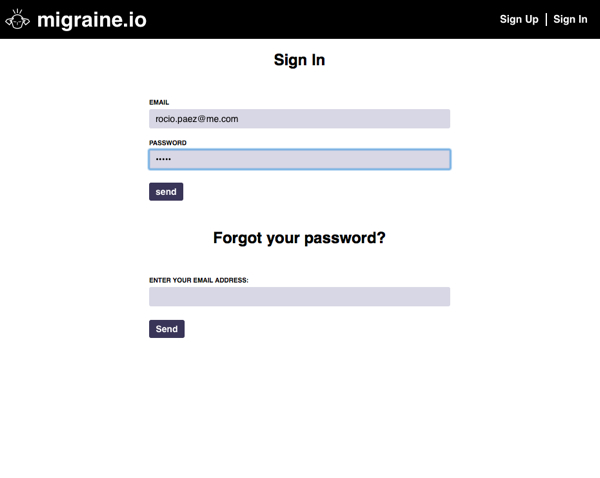 migraine.io
Sign Up | Sign In
Sign In
EMAIL
rocio.paez@me.com
PASSWORD
•••••
send
Forgot your password?
ENTER YOUR EMAIL ADDRESS:
Send